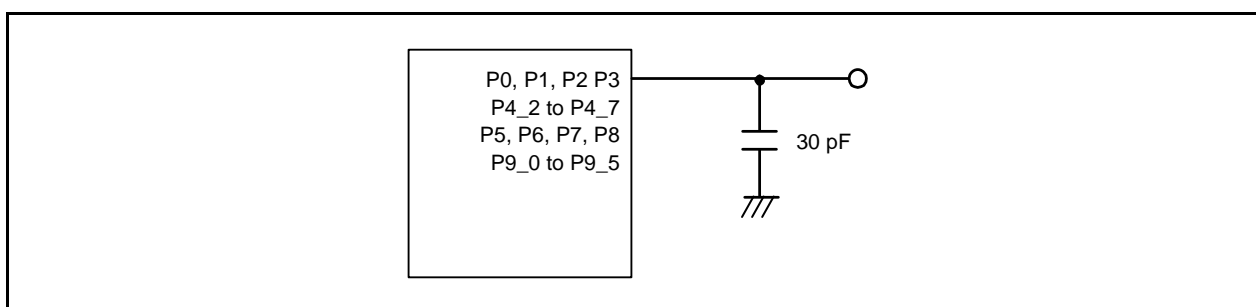 P0, P1, P2 P3
P4_2 to P4_7
P5, P6, P7, P8
P9_0 to P9_5
30 pF